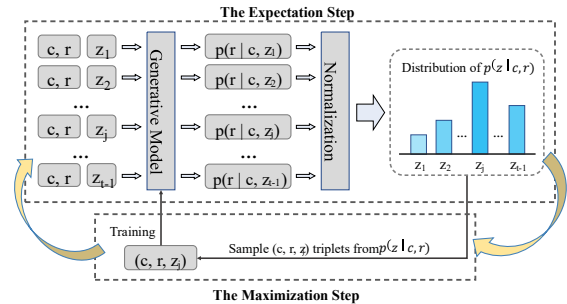 The Expectation Step
c, r z₁ p(r | c, z₁)
c, r z₂ p(r | c, z₂)
... ...
c, r zⱼ p(r | c, zⱼ)
... ...
c, r zₜ₋₁ p(r | c, zₜ₋₁)
Generative Model
Normalization
Distribution of p(z | c, r)
... ...
z₁ z₂ zⱼ zₜ₋₁
Training
Sample (c, r, zⱼ) triplets from p(z | c, r)
(c, r, zⱼ)
The Maximization Step